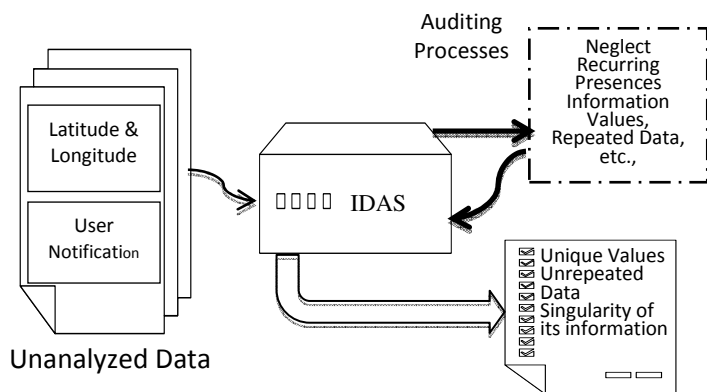 Auditing
Processes
Neglect
Recurring
Presences
Information
Values,
Repeated Data,
etc.,
Latitude &
Longitude
User
Notification
IDAS
Unique Values
Unrepeated
Data
Singularity of
its information
Unanalyzed Data